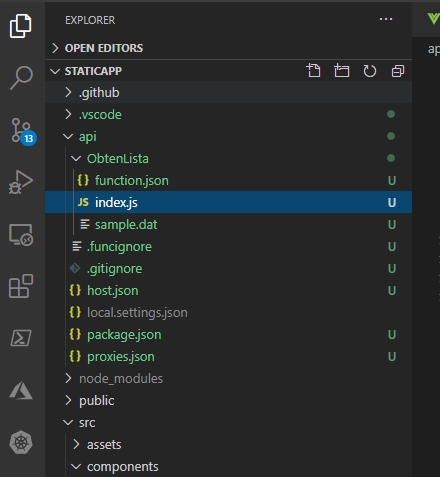 EXPLORER ...
OPEN EDITORS
STATICAPP
.github
.vscode
api
ObtenLista
{} function.json U
JS index.js U
sample.dat U
.funcignore U
.gitignore U
{} host.json U
{} local.settings.json
{} package.json U
{} proxies.json U
node_modules
public
src
assets
components
13
ap